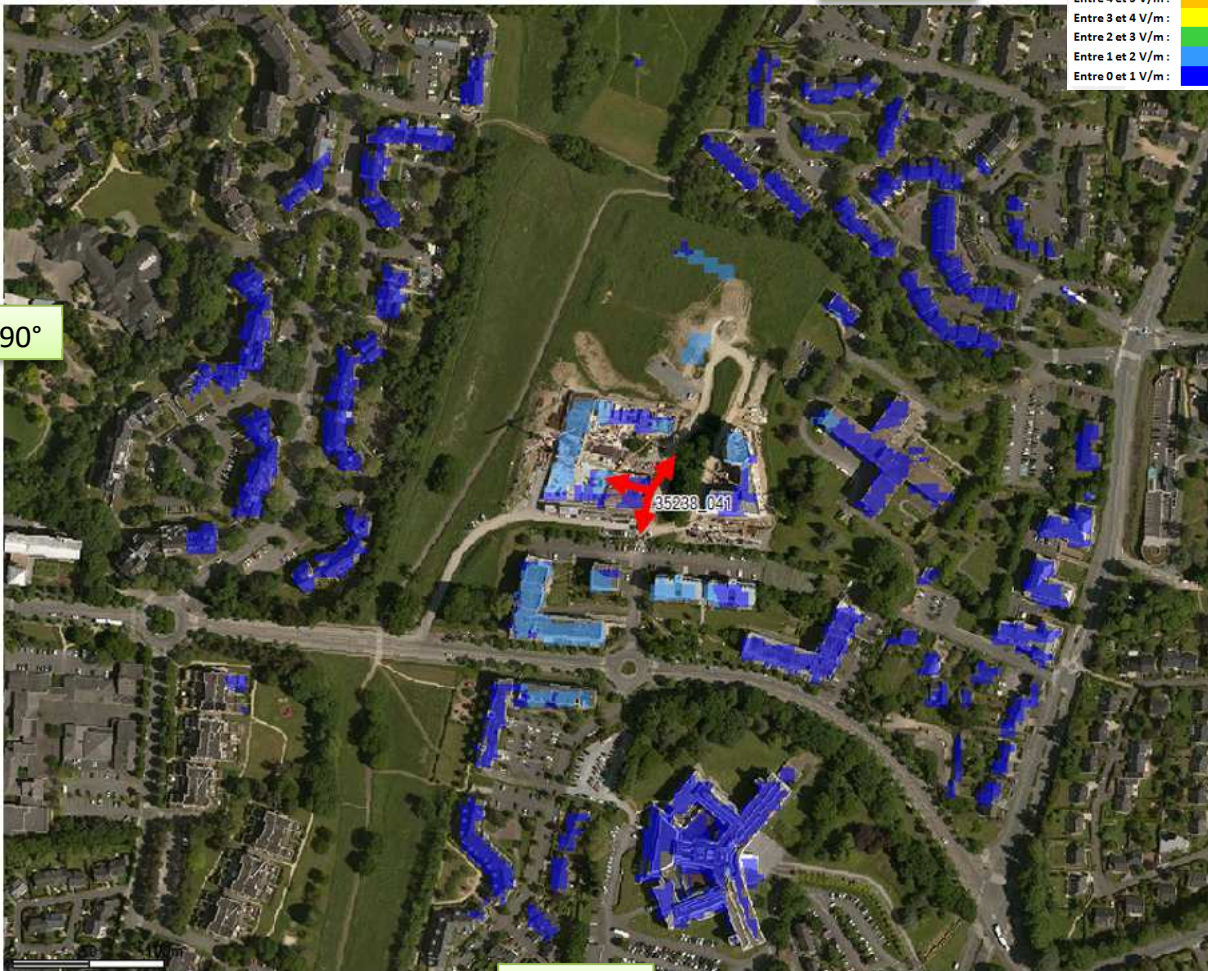 Entre 3 et 4 V/m :
Entre 2 et 3 V/m :
Entre 1 et 2 V/m :
Entre 0 et 1 V/m :
90°
35238_041